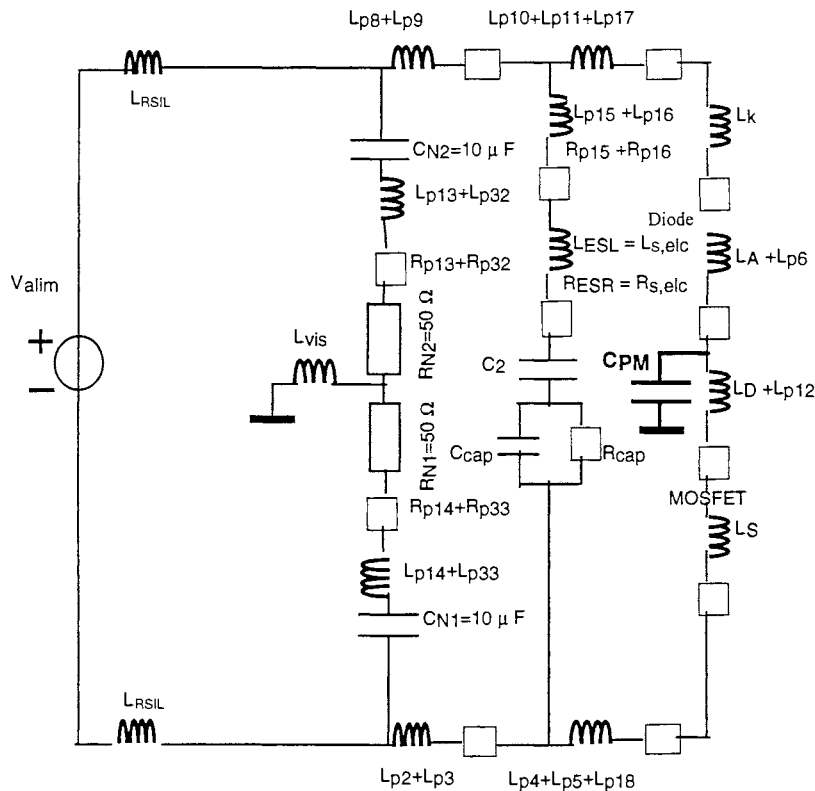 Lp8+Lp9
Lp10+Lp11+Lp17
LRSIL
Lp15 +Lp16
Lk
CN2=10 μ F
Rp15 +Rp16
Lp13+Lp32
Diode
LESL = Ls,elc
LA +Lp6
Rp13+Rp32
RESR = Rs,elc
Valim
+
−
Lvis
RN2=50 Ω
C2
CPM
LD +Lp12
RN1=50 Ω
Ccap
Rcap
Rp14+Rp33
MOSFET
LS
Lp14+Lp33
CN1=10 μ F
LRSIL
Lp2+Lp3
Lp4+Lp5+Lp18